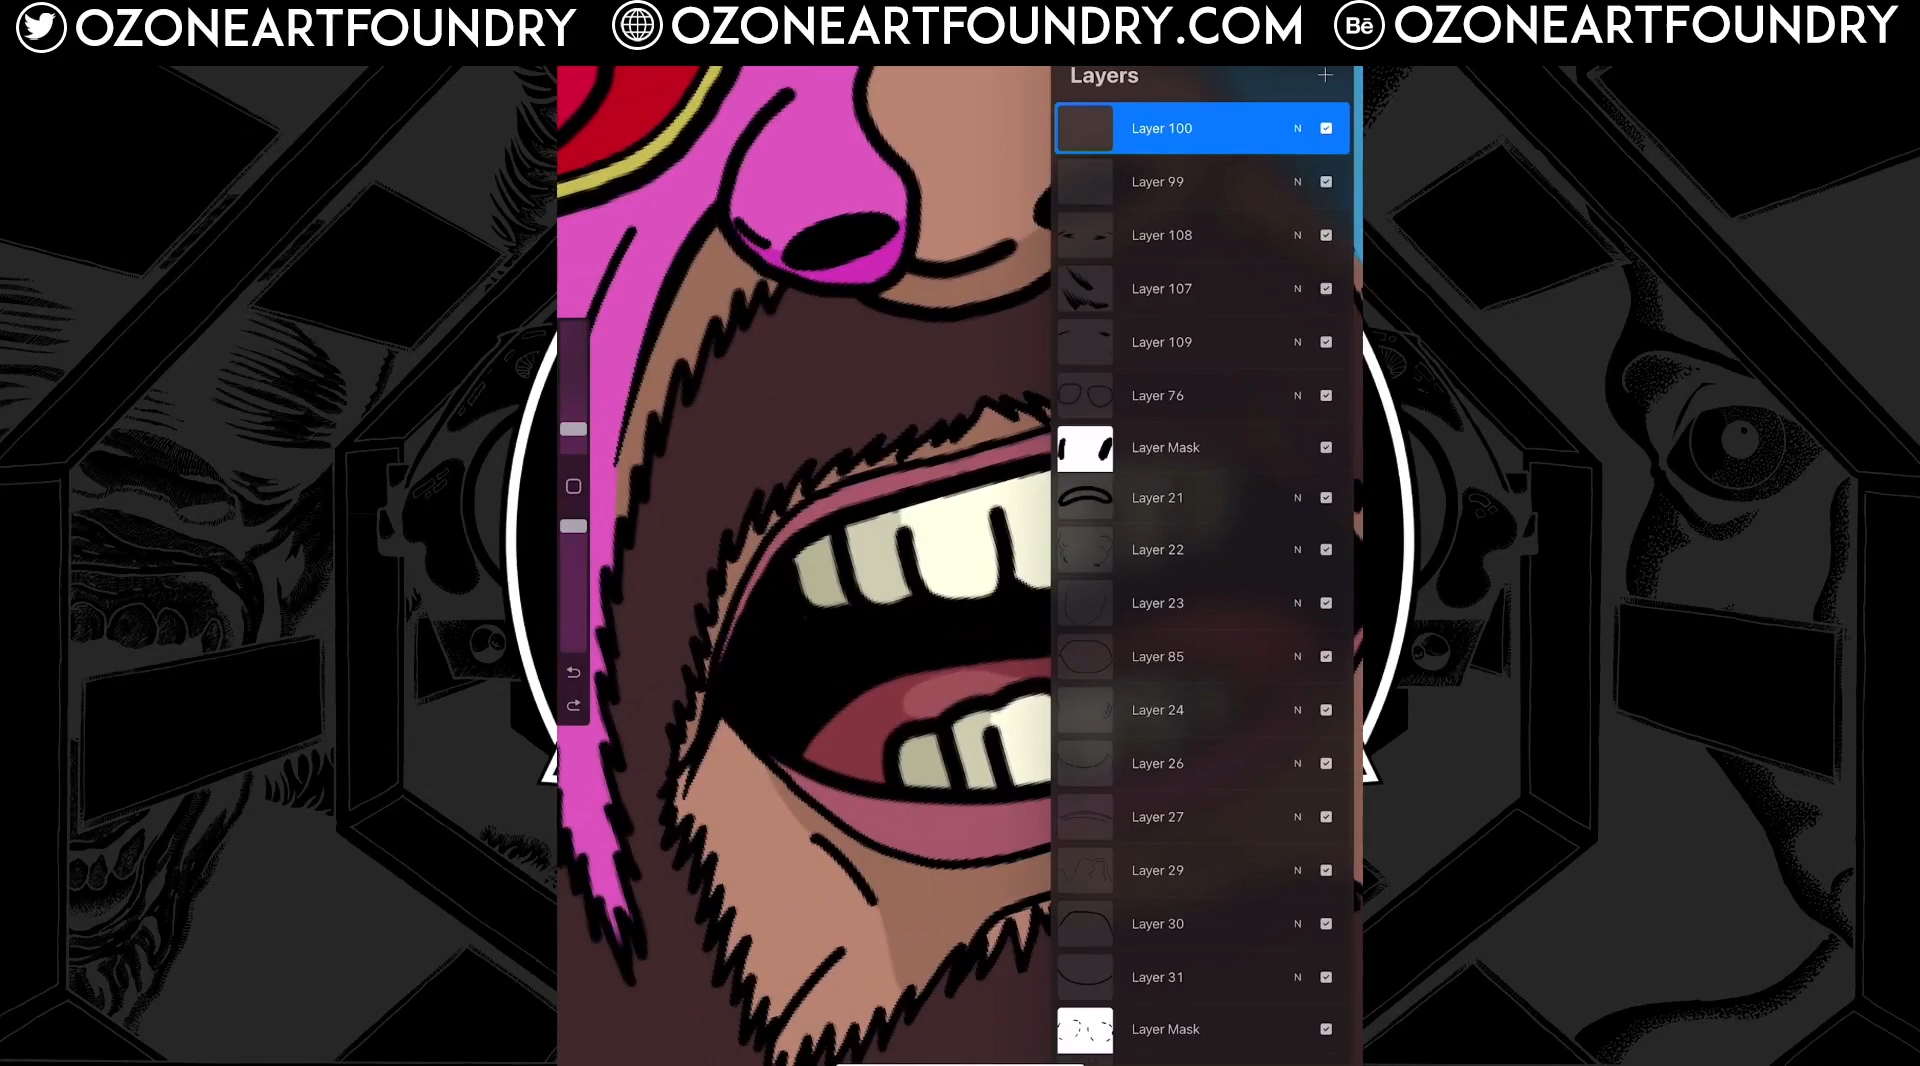 OZONEARTFOUNDRY OZONEARTFOUNDRY.COM Bē OZONEARTFOUNDRY
Layers
Layer 100 N
Layer 99 N
Layer 108 N
Layer 107 N
Layer 109 N
Layer 76 N
Layer Mask
Layer 21 N
Layer 22 N
Layer 23 N
Layer 85 N
Layer 24 N
Layer 26 N
Layer 27 N
Layer 29 N
Layer 30 N
Layer 31 N
Layer Mask